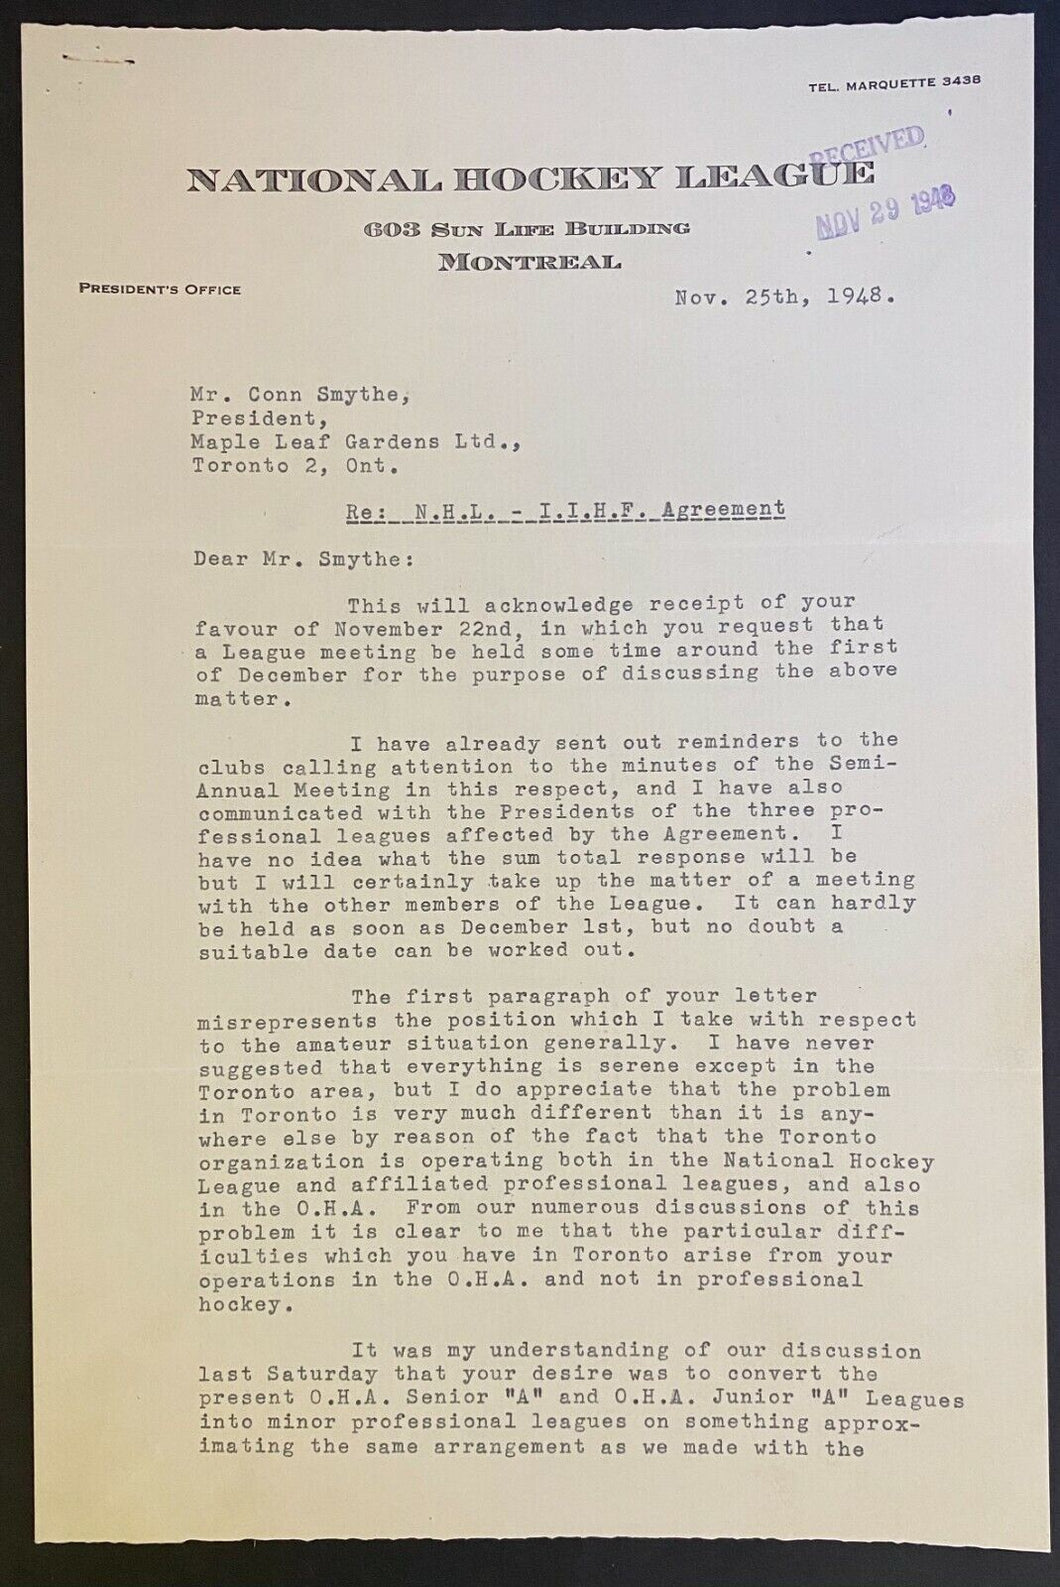 TEL. MARQUETTE 3438
RECEIVED
NATIONAL HOCKEY LEAGUE
NOV 29 1948
603 SUN LIFE BUILDING
MONTREAL
PRESIDENT'S OFFICE
Nov. 25th, 1948.
Mr. Conn Smythe,
President,
Maple Leaf Gardens Ltd.,
Toronto 2, Ont.
Re: N.H.L. - I.I.H.F. Agreement
Dear Mr. Smythe:
This will acknowledge receipt of your
favour of November 22nd, in which you request that
a League meeting be held some time around the first
of December for the purpose of discussing the above
matter.
I have already sent out reminders to the
clubs calling attention to the minutes of the Semi-
Annual Meeting in this respect, and I have also
communicated with the Presidents of the three pro-
fessional leagues affected by the Agreement. I
have no idea what the sum total response will be
but I will certainly take up the matter of a meeting
with the other members of the League. It can hardly
be held as soon as December 1st, but no doubt a
suitable date can be worked out.
The first paragraph of your letter
misrepresents the position which I take with respect
to the amateur situation generally. I have never
suggested that everything is serene except in the
Toronto area, but I do appreciate that the problem
in Toronto is very much different than it is any-
where else by reason of the fact that the Toronto
organization is operating both in the National Hockey
League and affiliated professional leagues, and also
in the O.H.A. From our numerous discussions of this
problem it is clear to me that the particular diff-
iculties which you have in Toronto arise from your
operations in the O.H.A. and not in professional
hockey.
It was my understanding of our discussion
last Saturday that your desire was to convert the
present O.H.A. Senior "A" and O.H.A. Junior "A" Leagues
into minor professional leagues on something approx-
imating the same arrangement as we made with the